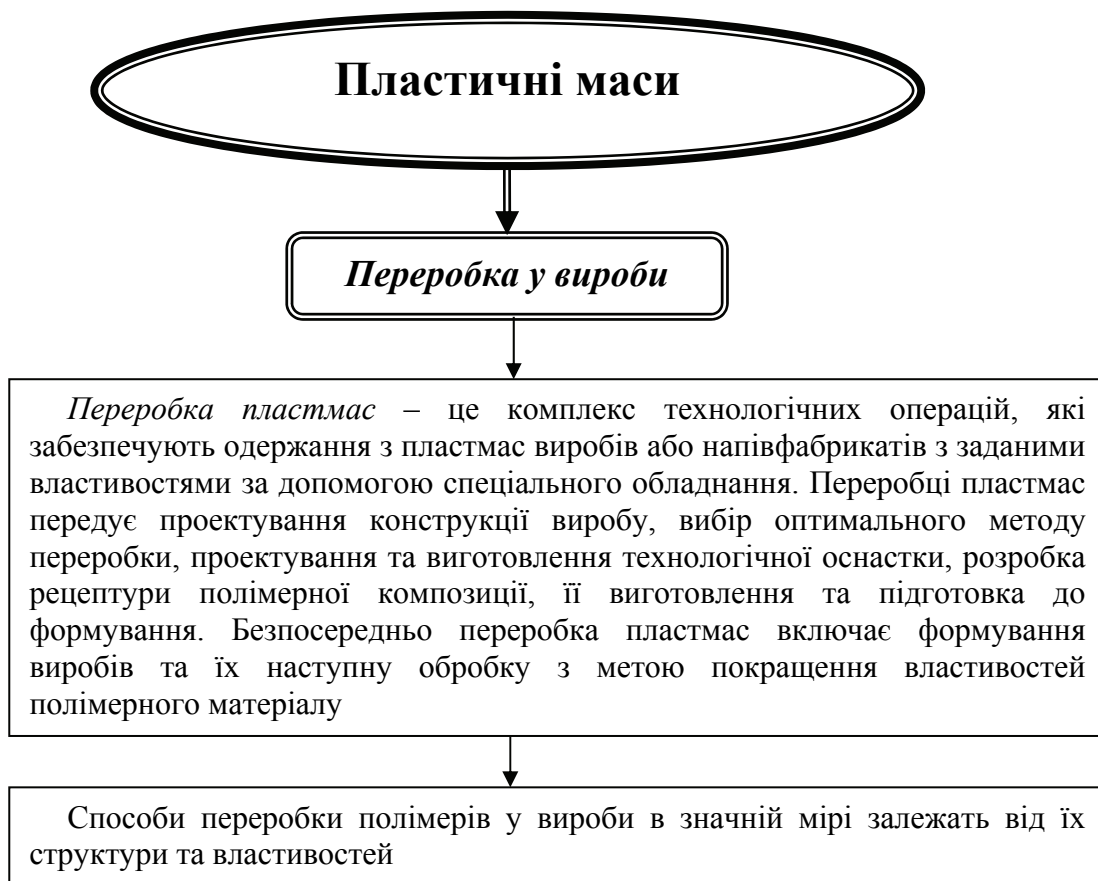 Пластичні маси
Переробка у вироби
Переробка пластмас – це комплекс технологічних операцій, які
забезпечують одержання з пластмас виробів або напівфабрикатів з заданими
властивостями за допомогою спеціального обладнання. Переробці пластмас
передує проектування конструкції виробу, вибір оптимального методу
переробки, проектування та виготовлення технологічної оснастки, розробка
рецептури полімерної композиції, її виготовлення та підготовка до
формування. Безпосередньо переробка пластмас включає формування
виробів та їх наступну обробку з метою покращення властивостей
полімерного матеріалу
Способи переробки полімерів у вироби в значній мірі залежать від їх
структури та властивостей